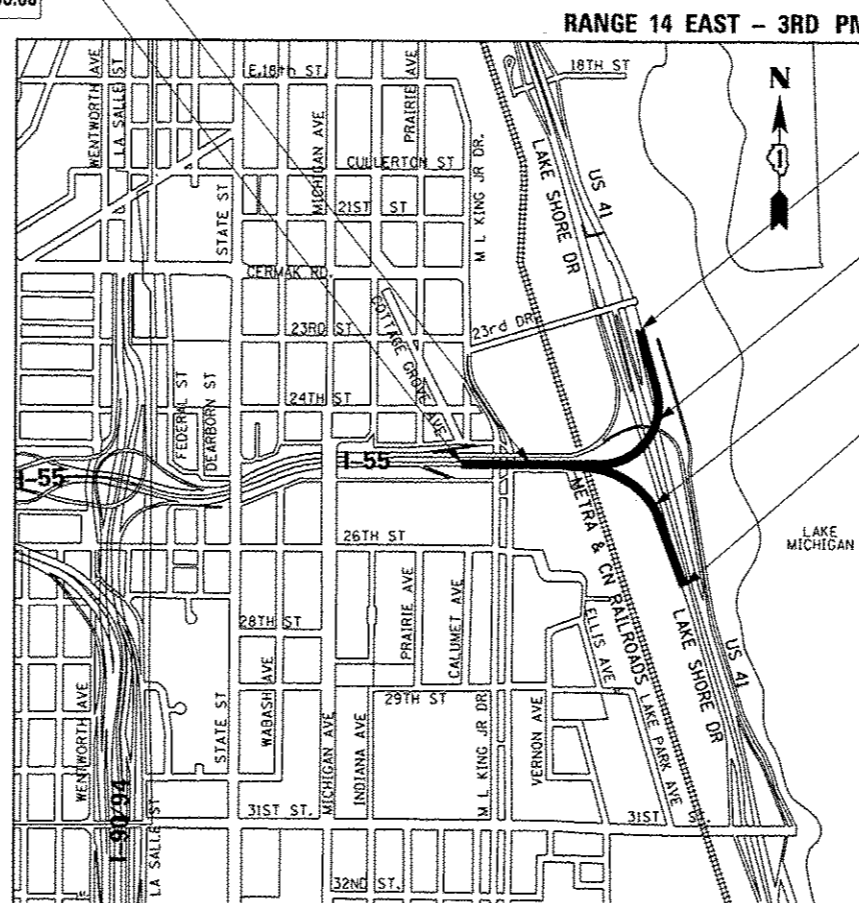 RANGE 14 EAST - 3RD PM
WENTWORTH AVE
LA SALLE ST
E.18th ST.
PRAIRIE AVE
18TH ST
N
1
MICHIGAN AVE
CULLERTON ST
21ST ST
STATE ST
M L KING JR DR.
LAKE SHORE DR
US 41
CERMAK RD.
COTTAGE GROVE AVE
23RD ST
23rd DR
FEDERAL ST
DEARBORN ST
24TH ST
I-55
I-55
METRA & CN RAILROADS
26TH ST
LAKE
MICHIGAN
PRAIRIE AVE
CALUMET AVE
ELLIS AVE
28TH ST
LAKE SHORE DR
US 41
STATE ST
WABASH AVE
29TH ST
LAKE PARK AVE
WENTWORTH AVE
MICHIGAN AVE
INDIANA AVE
M L KING JR DR
VERNON AVE
I-90/94
LA SALLE ST
31ST ST.
31ST S
32ND ST.